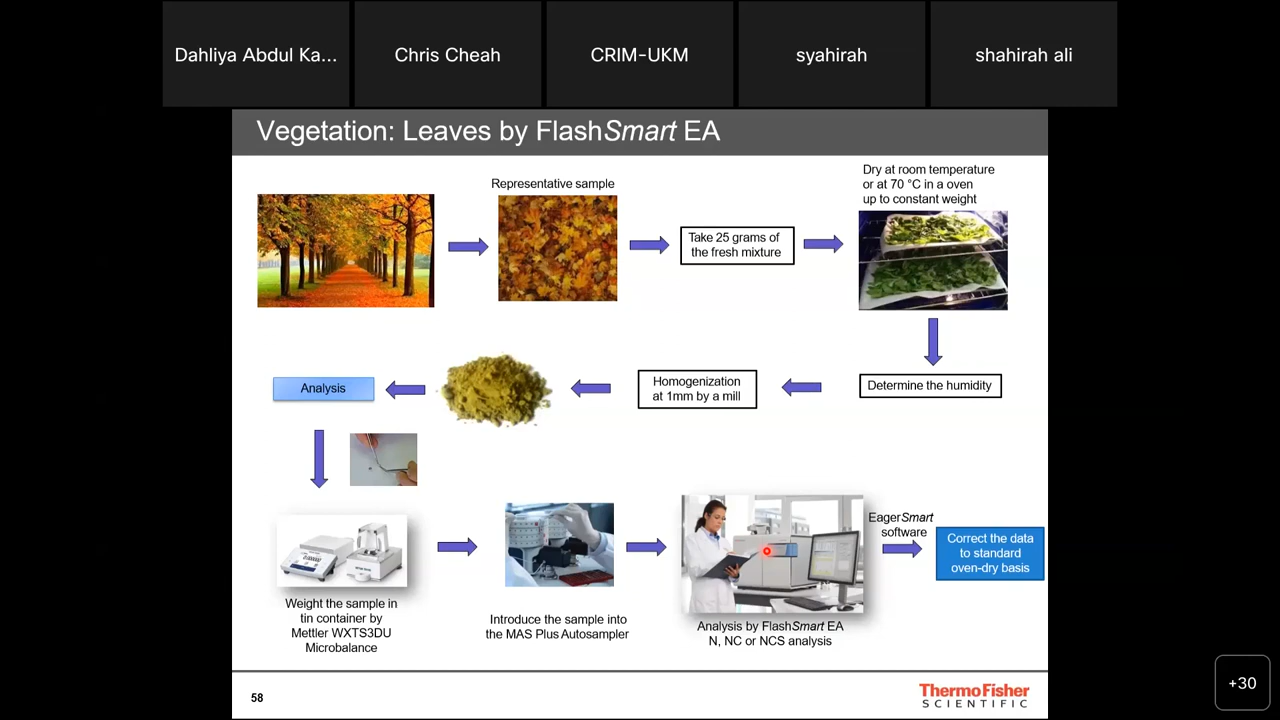 Dahliya Abdul Ka...
Chris Cheah
CRIM-UKM
syahirah
shahirah ali
Vegetation: Leaves by FlashSmart EA
Representative sample
Take 25 grams of
the fresh mixture
Dry at room temperature
or at 70 °C in a oven
up to constant weight
Determine the humidity
Homogenization
at 1mm by a mill
Analysis
Weight the sample in
tin container by
Mettler WXTS3DU
Microbalance
Introduce the sample into
the MAS Plus Autosampler
Analysis by FlashSmart EA
N, NC or NCS analysis
EagerSmart
software
Correct the data
to standard
oven-dry basis
58
ThermoFisher
SCIENTIFIC
+30